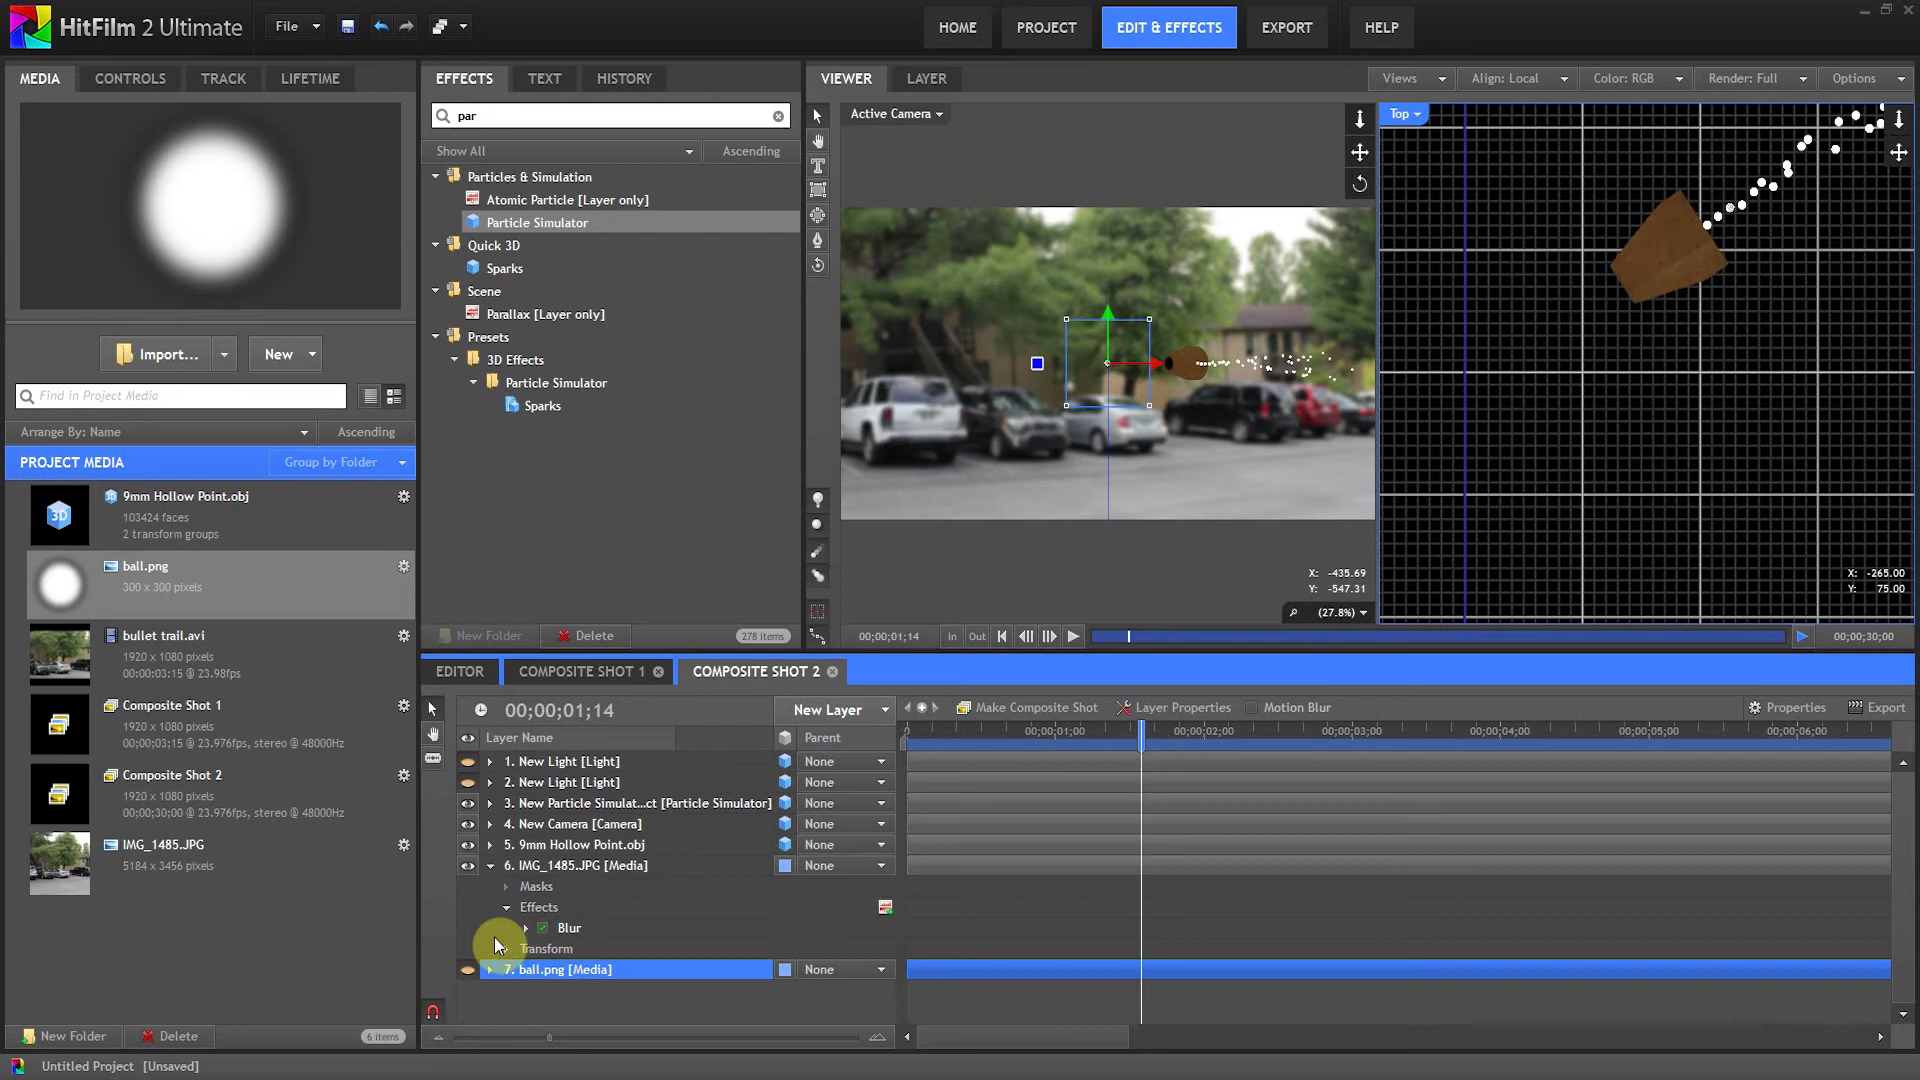 HitFilm 2 Ultimate
File
HOME
PROJECT
EDIT & EFFECTS
EXPORT
HELP
MEDIA
CONTROLS
TRACK
LIFETIME
Import...
New
Find in Project Media
Arrange By: Name
Ascending
PROJECT MEDIA
Group by Folder
9mm Hollow Point.obj
103424 faces
2 transform groups
ball.png
300 x 300 pixels
bullet trail.avi
1920 x 1080 pixels
00:00:03;15 @ 23.98fps
Composite Shot 1
1920 x 1080 pixels
00;00;03;15 @ 23.976fps, stereo @ 48000Hz
Composite Shot 2
1920 x 1080 pixels
00;00;30;00 @ 23.976fps, stereo @ 48000Hz
IMG_1485.JPG
5184 x 3456 pixels
New Folder
Delete
6 items
Untitled Project [Unsaved]
EFFECTS
TEXT
HISTORY
par
Show All
Ascending
Particles & Simulation
Atomic Particle [Layer only]
Particle Simulator
Quick 3D
Sparks
Scene
Parallax [Layer only]
Presets
3D Effects
Particle Simulator
Sparks
New Folder
Delete
278 items
VIEWER
LAYER
Views
Align: Local
Color: RGB
Render: Full
Options
Active Camera
Top
X: -435.69
Y: -547.31
(27.8%)
X: -265.00
Y: 75.00
00;00;01;14
In
Out
00;00;30;00
EDITOR
COMPOSITE SHOT 1
COMPOSITE SHOT 2
00;00;01;14
New Layer
Make Composite Shot
Layer Properties
Motion Blur
Properties
Export
Layer Name
Parent
0
00;00;01;00
00;00;02;00
00;00;03;00
00;00;04;00
00;00;05;00
00;00;06;00
1. New Light [Light]
None
2. New Light [Light]
None
3. New Particle Simulat...ct [Particle Simulator]
None
4. New Camera [Camera]
None
5. 9mm Hollow Point.obj
None
6. IMG_1485.JPG [Media]
None
Masks
Effects
Blur
Transform
7. ball.png [Media]
None